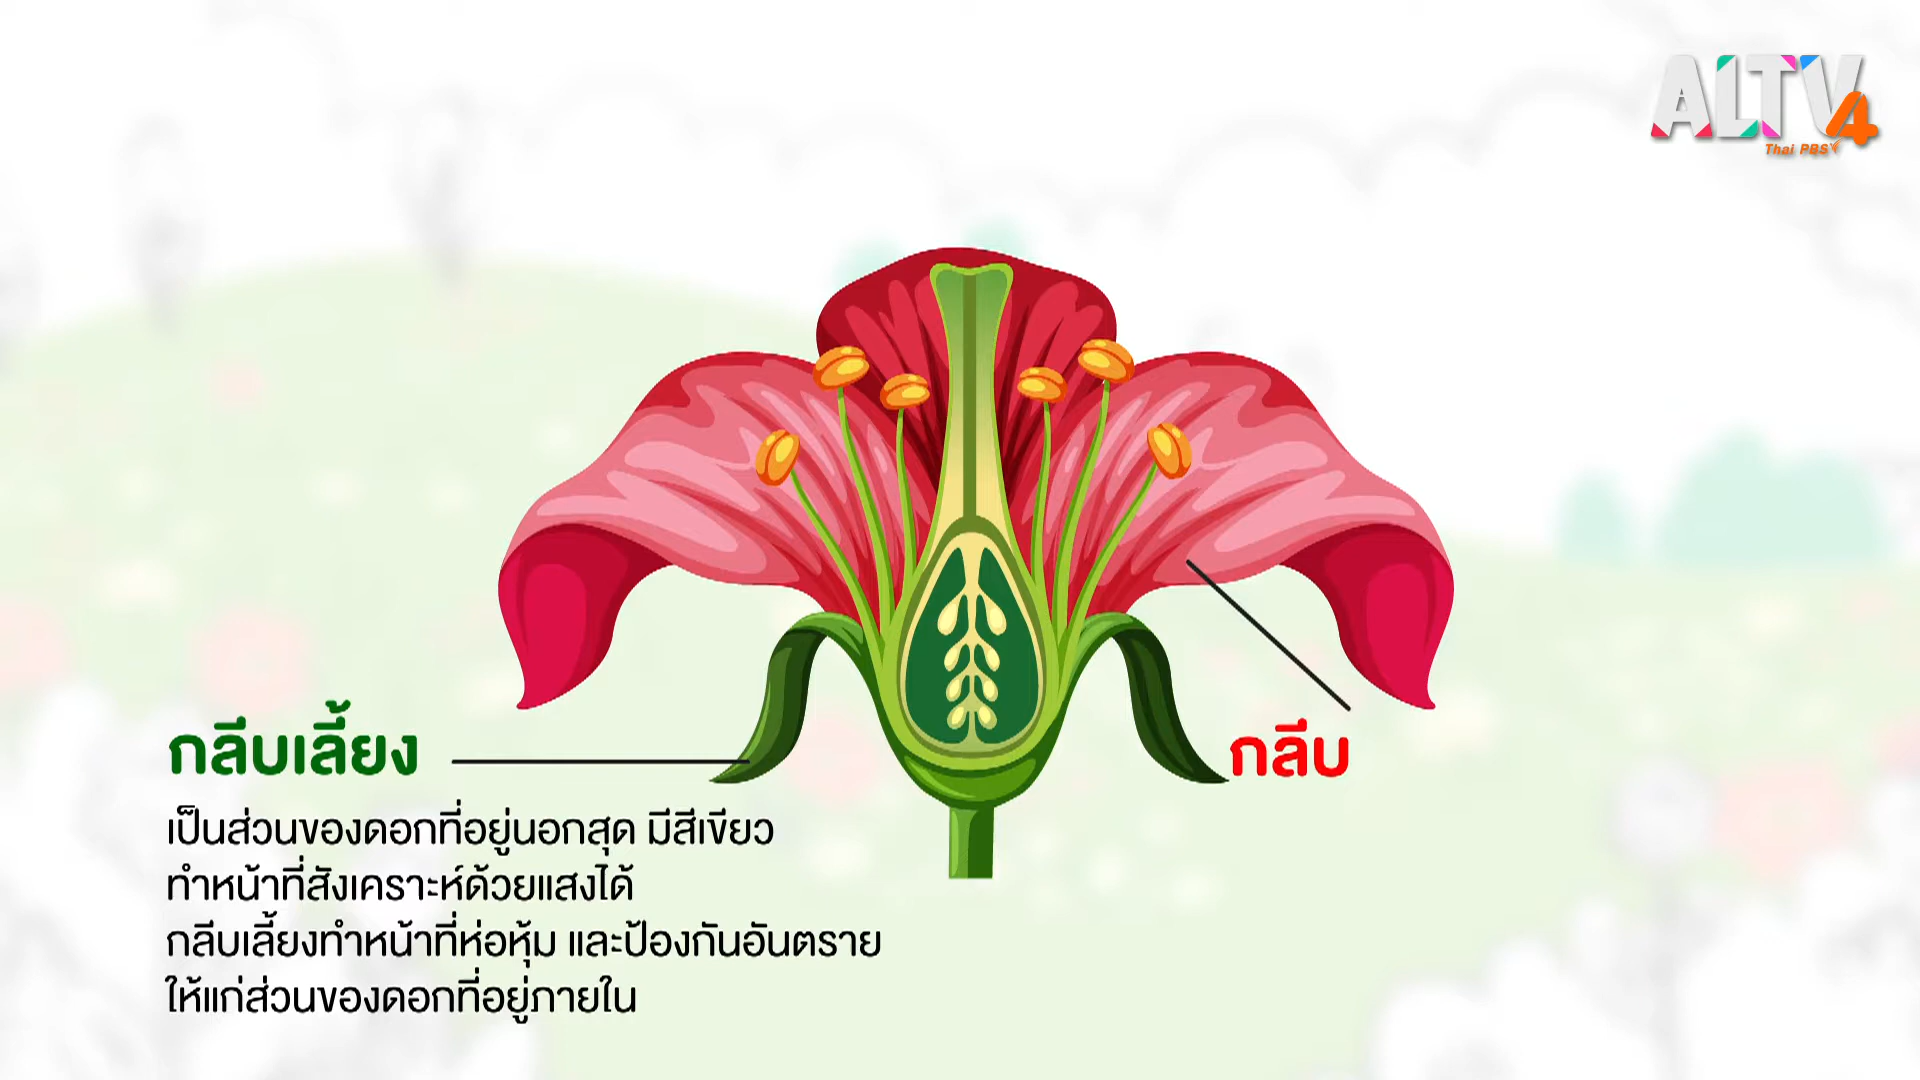 ALTV4
Thai PBS
กลีบเลี้ยง
เป็นส่วนของดอกที่อยู่นอกสุด มีสีเขียว
ทำหน้าที่สังเคราะห์ด้วยแสงได้
กลีบเลี้ยงทำหน้าที่ห่อหุ้ม และป้องกันอันตราย
ให้แก่ส่วนของดอกที่อยู่ภายใน
กลีบ